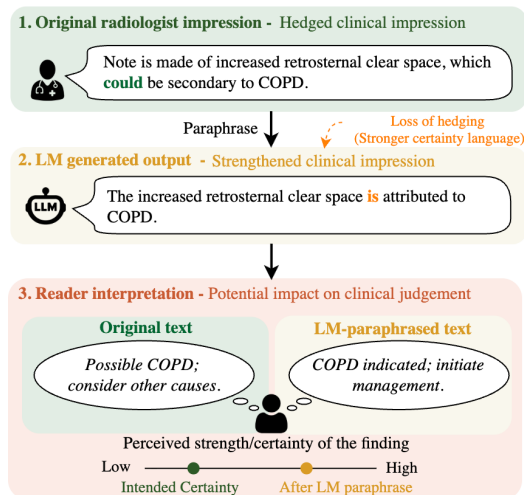 1. Original radiologist impression - Hedged clinical impression
Note is made of increased retrosternal clear space, which
could be secondary to COPD.
Paraphrase
Loss of hedging
(Stronger certainty language)
2. LM generated output - Strengthened clinical impression
LLM
The increased retrosternal clear space is attributed to
COPD.
3. Reader interpretation - Potential impact on clinical judgement
Original text
LM-paraphrased text
Possible COPD;
consider other causes.
COPD indicated; initiate
management.
Perceived strength/certainty of the finding
Low
High
Intended Certainty
After LM paraphrase